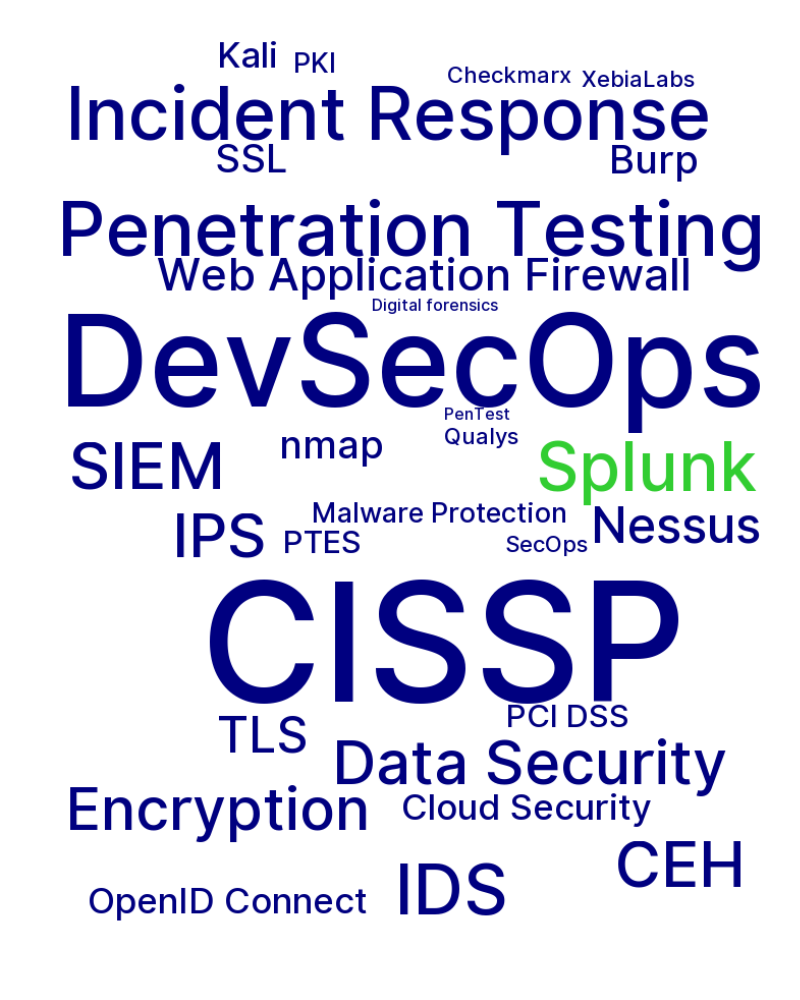 Kali PKI
Checkmarx XebiaLabs
Incident Response
SSL Burp
Penetration Testing
Web Application Firewall
Digital forensics
DevSecOps
PenTest
nmap Qualys
SIEM Splunk
Malware Protection Nessus
IPS PTES SecOps
CISSP
PCI DSS
TLS
Data Security
Encryption Cloud Security
CEH
OpenID Connect IDS